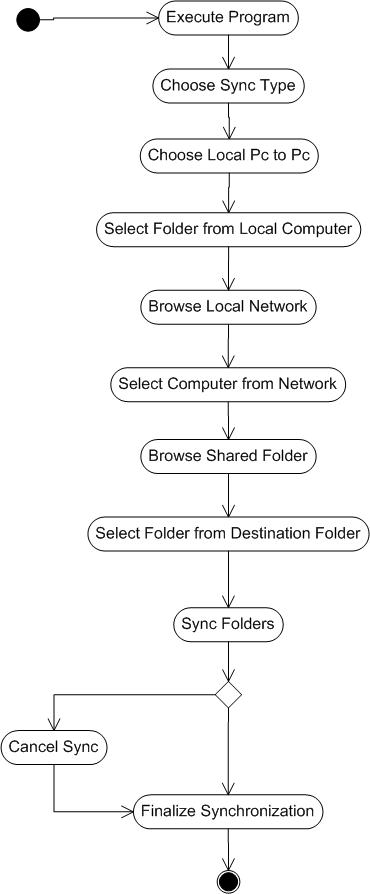 Execute Program
Choose Sync Type
Choose Local Pc to Pc
Select Folder from Local Computer
Browse Local Network
Select Computer from Network
Browse Shared Folder
Select Folder from Destination Folder
Sync Folders
Cancel Sync
Finalize Synchronization